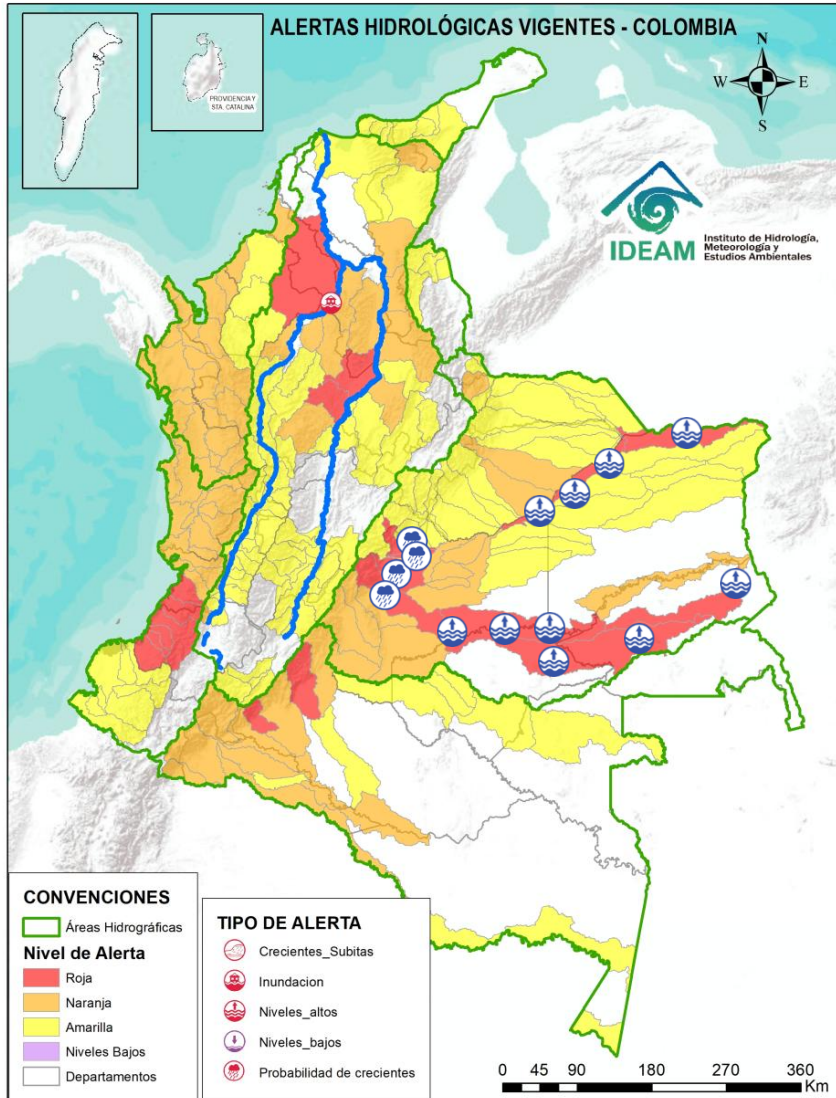 ALERTAS HIDROLÓGICAS VIGENTES - COLOMBIA
PROVIDENCIA Y
STA. CATALINA
N
W
E
S
IDEAM
Instituto de Hidrología,
Meteorología y
Estudios Ambientales
CONVENCIONES
Áreas Hidrográficas
Nivel de Alerta
Roja
Naranja
Amarilla
Niveles Bajos
Departamentos
TIPO DE ALERTA
Crecientes_Subitas
Inundacion
Niveles_altos
Niveles_bajos
Probabilidad de crecientes
0 45 90 180 270 360
Km